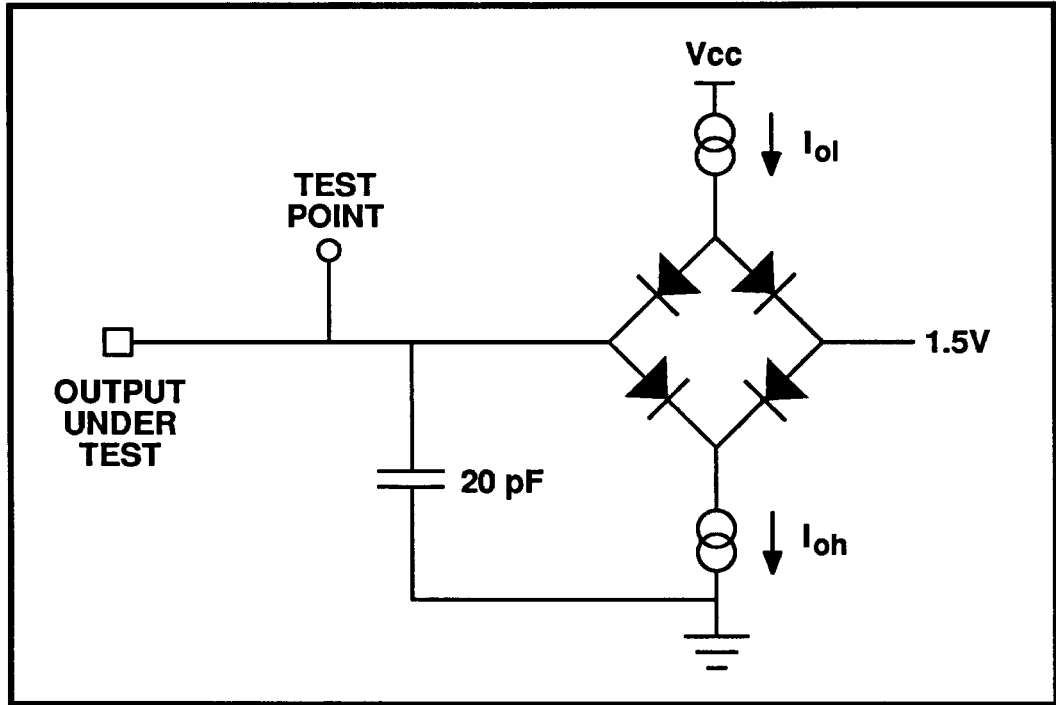 Vcc
Iol
TEST
POINT
1.5V
OUTPUT
UNDER
TEST
20 pF
Ioh